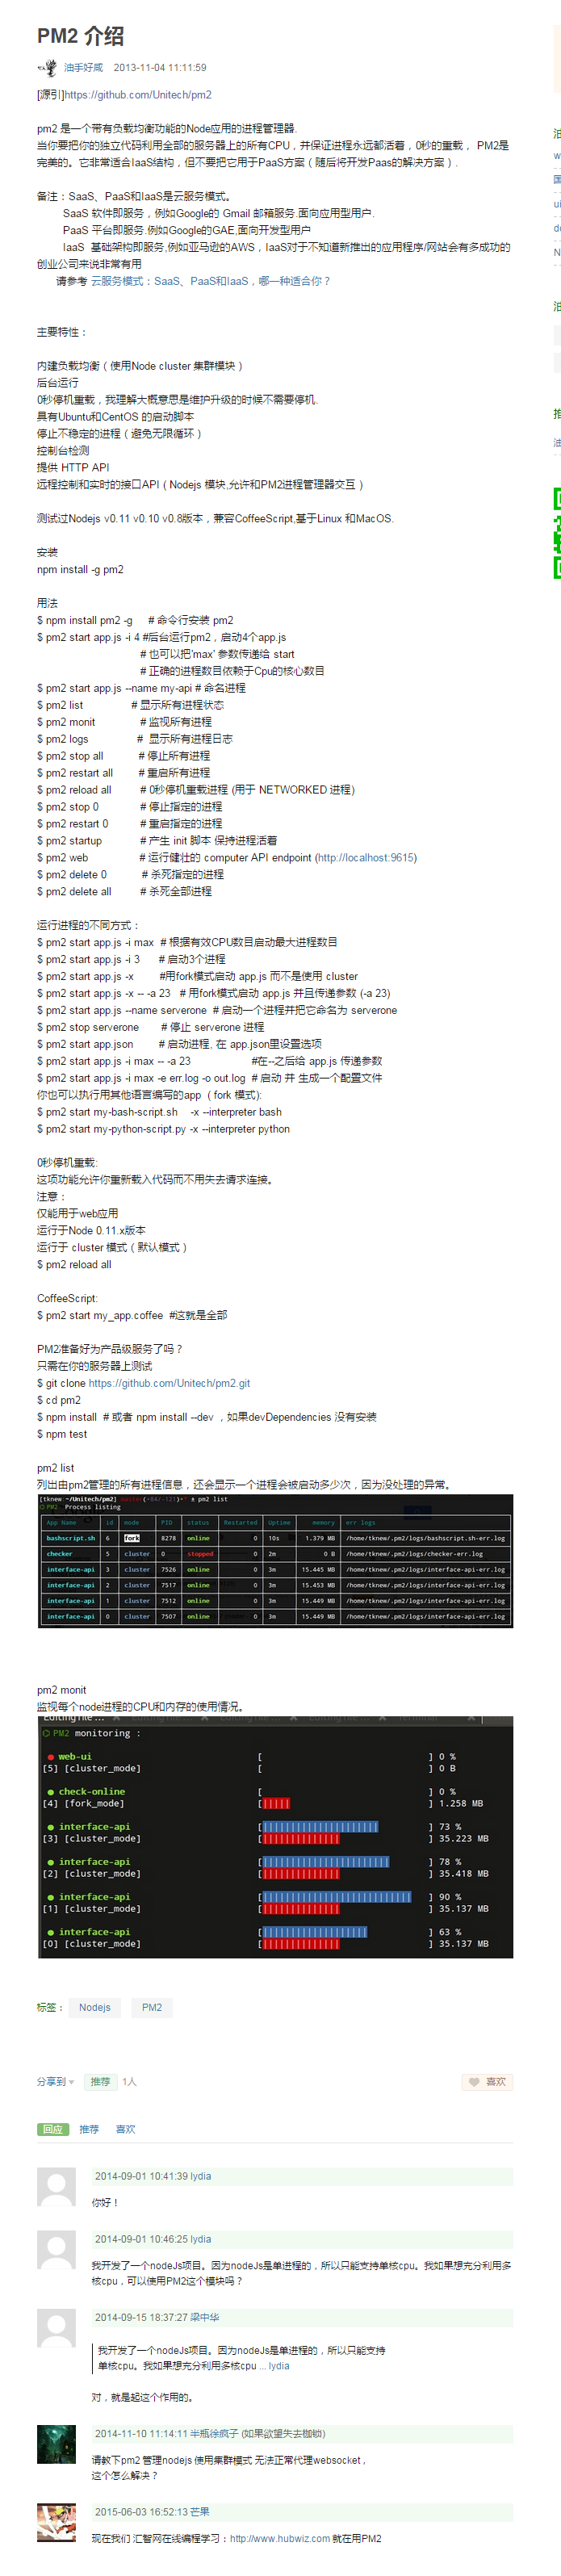 PM2 介绍
油手好咸 2013-11-04 11:11:59
[源引]https://github.com/Unitech/pm2
pm2 是一个带有负载均衡功能的Node应用的进程管理器.
当你要把你的独立代码利用全部的服务器上的所有CPU，并保证进程永远都活着，0秒的重载， PM2是
完美的。它非常适合IaaS结构，但不要把它用于PaaS方案（随后将开发Paas的解决方案）.
备注：SaaS、PaaS和IaaS是云服务模式。
SaaS 软件即服务，例如Google的 Gmail 邮箱服务.面向应用型用户.
PaaS 平台即服务.例如Google的GAE,面向开发型用户
IaaS 基础架构即服务,例如亚马逊的AWS，IaaS对于不知道新推出的应用程序/网站会有多成功的
创业公司来说非常有用
请参考 云服务模式：SaaS、PaaS和IaaS，哪一种适合你？
主要特性：
内建负载均衡（使用Node cluster 集群模块）
后台运行
0秒停机重载，我理解大概意思是维护升级的时候不需要停机.
具有Ubuntu和CentOS 的启动脚本
停止不稳定的进程（避免无限循环）
控制台检测
提供 HTTP API
远程控制和实时的接口API ( Nodejs 模块,允许和PM2进程管理器交互 )
测试过Nodejs v0.11 v0.10 v0.8版本，兼容CoffeeScript,基于Linux 和MacOS.
安装
npm install -g pm2
用法
$ npm install pm2 -g # 命令行安装 pm2
$ pm2 start app.js -i 4 #后台运行pm2，启动4个app.js
# 也可以把'max' 参数传递给 start
# 正确的进程数目依赖于Cpu的核心数目
$ pm2 start app.js --name my-api # 命名进程
$ pm2 list # 显示所有进程状态
$ pm2 monit # 监视所有进程
$ pm2 logs # 显示所有进程日志
$ pm2 stop all # 停止所有进程
$ pm2 restart all # 重启所有进程
$ pm2 reload all # 0秒停机重载进程 (用于 NETWORKED 进程)
$ pm2 stop 0 # 停止指定的进程
$ pm2 restart 0 # 重启指定的进程
$ pm2 startup # 产生 init 脚本 保持进程活着
$ pm2 web # 运行健壮的 computer API endpoint (http://localhost:9615)
$ pm2 delete 0 # 杀死指定的进程
$ pm2 delete all # 杀死全部进程
运行进程的不同方式：
$ pm2 start app.js -i max # 根据有效CPU数目启动最大进程数目
$ pm2 start app.js -i 3 # 启动3个进程
$ pm2 start app.js -x #用fork模式启动 app.js 而不是使用 cluster
$ pm2 start app.js -x -- -a 23 # 用fork模式启动 app.js 并且传递参数 (-a 23)
$ pm2 start app.js --name serverone # 启动一个进程并把它命名为 serverone
$ pm2 stop serverone # 停止 serverone 进程
$ pm2 start app.json # 启动进程, 在 app.json里设置选项
$ pm2 start app.js -i max -- -a 23 #在--之后给 app.js 传递参数
$ pm2 start app.js -i max -e err.log -o out.log # 启动 并 生成一个配置文件
你也可以执行用其他语言编写的app ( fork 模式):
$ pm2 start my-bash-script.sh -x --interpreter bash
$ pm2 start my-python-script.py -x --interpreter python
0秒停机重载:
这项功能允许你重新载入代码而不用失去请求连接。
注意：
仅能用于web应用
运行于Node 0.11.x版本
运行于 cluster 模式（默认模式）
$ pm2 reload all
CoffeeScript:
$ pm2 start my_app.coffee #这就是全部
PM2准备好为产品级服务了吗？
只需在你的服务器上测试
$ git clone https://github.com/Unitech/pm2.git
$ cd pm2
$ npm install # 或者 npm install --dev ，如果devDependencies 没有安装
$ npm test
pm2 list
列出由pm2管理的所有进程信息，还会显示一个进程会被启动多少次，因为没处理的异常。
PM2 Process listing
App Name id mode PID status Restarted Uptime memory err logs
bashscript.sh 6 fork 8278 online 0 10s 1.379 MB /home/tknew/.pm2/logs/bashscript.sh-err.log
checker 5 cluster 0 stopped 0 2m 0 B /home/tknew/.pm2/logs/checker-err.log
interface-api 3 cluster 7526 online 0 3m 15.445 MB /home/tknew/.pm2/logs/interface-api-err.log
interface-api 2 cluster 7517 online 0 3m 15.453 MB /home/tknew/.pm2/logs/interface-api-err.log
interface-api 1 cluster 7512 online 0 3m 15.449 MB /home/tknew/.pm2/logs/interface-api-err.log
interface-api 0 cluster 7507 online 0 3m 15.449 MB /home/tknew/.pm2/logs/interface-api-err.log
pm2 monit
监视每个node进程的CPU和内存的使用情况。
PM2 monitoring :
web-ui [ ] 0 %
[5] [cluster_mode] [ ] 0 B
check-online [ ] 0 %
[4] [fork_mode] [||||| ] 1.258 MB
interface-api [ ] 73 %
[3] [cluster_mode] [ ] 35.223 MB
interface-api [ ] 78 %
[2] [cluster_mode] [ ] 35.418 MB
interface-api [ ] 90 %
[1] [cluster_mode] [ ] 35.137 MB
interface-api [ ] 63 %
[0] [cluster_mode] [ ] 35.137 MB
标签： Nodejs PM2
分享到 推荐 1人 喜欢
回应 推荐 喜欢
2014-09-01 10:41:39 lydia
你好！
2014-09-01 10:46:25 lydia
我开发了一个nodeJs项目。因为nodeJs是单进程的，所以只能支持单核cpu。我如果想充分利用多
核cpu，可以使用PM2这个模块吗？
2014-09-15 18:37:27 梁中华
我开发了一个nodeJs项目。因为nodeJs是单进程的，所以只能支持
单核cpu。我如果想充分利用多核cpu ... lydia
对，就是起这个作用的。
2014-11-10 11:14:11 半瓶徐疯子 (如果欲望失去枷锁)
请教下pm2 管理nodejs 使用集群模式 无法正常代理websocket，
这个怎么解决？
2015-06-03 16:52:13 芒果
现在我们 汇智网在线编程学习：http://www.hubwiz.com 就在用PM2